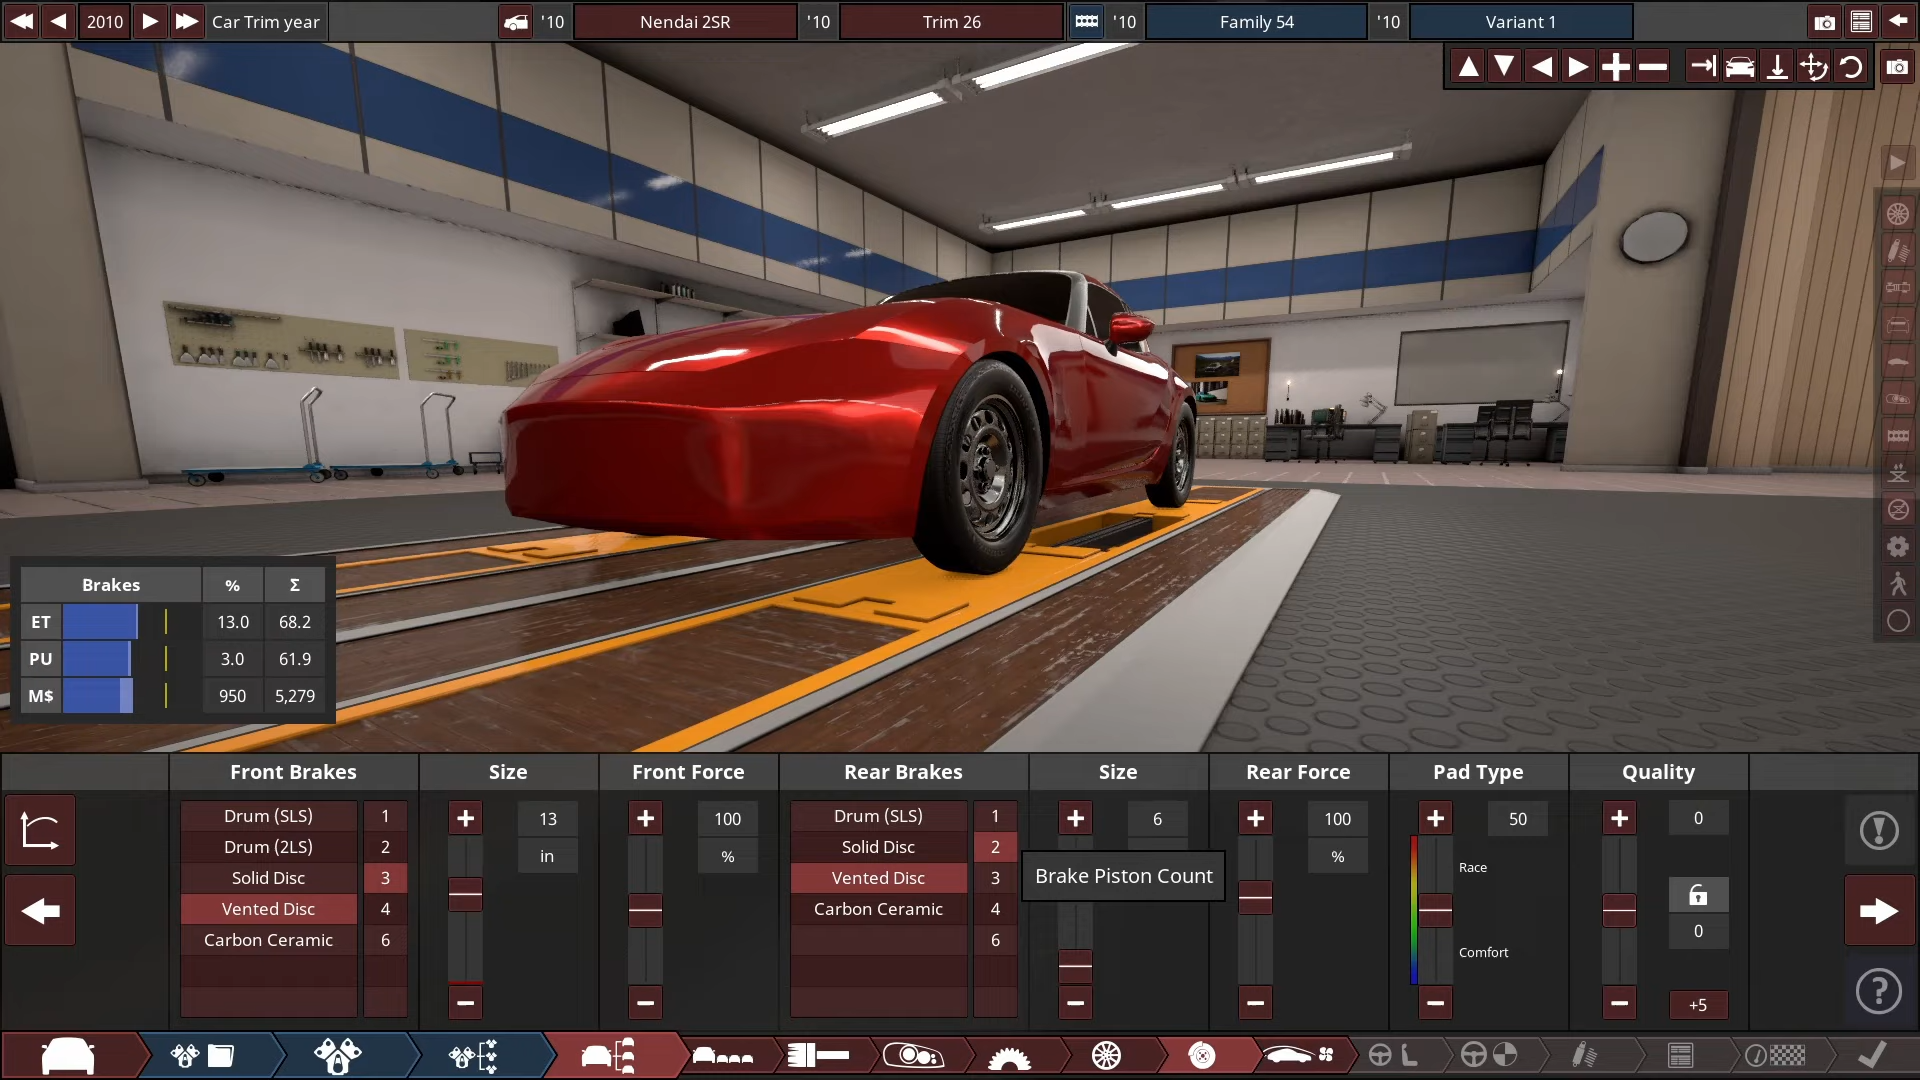 2010 Car Trim year '10 Nendai 2SR '10 Trim 26 '10 Family 54 '10 Variant 1
Brakes % Σ
ET 13.0 68.2
PU 3.0 61.9
M$ 950 5,279
Front Brakes Size Front Force Rear Brakes Size Rear Force Pad Type Quality
Drum (SLS) 1 13 100 Drum (SLS) 1 6 100 50 0
Drum (2LS) 2 in % Solid Disc 2 % Race
Solid Disc 3 Vented Disc 3 Brake Piston Count
Vented Disc 4 Carbon Ceramic 4 0
Carbon Ceramic 6 6 Comfort
+5